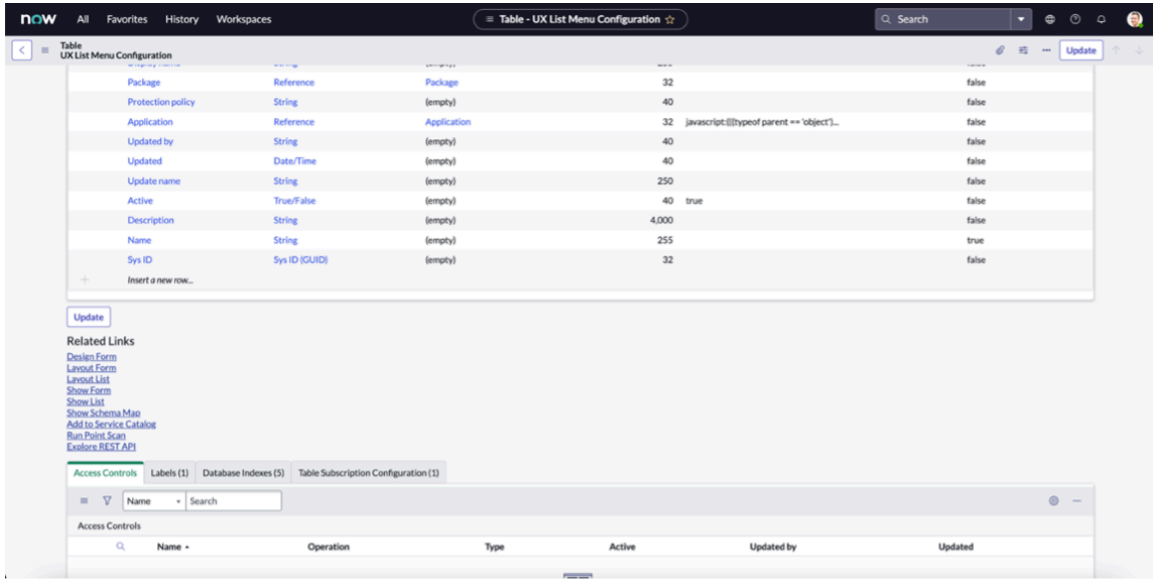 now All Favorites History Workspaces Table - UX List Menu Configuration Search
Table
UX List Menu Configuration Update
Display name String (empty) false
Package Reference Package 32 false
Protection policy String (empty) 40 false
Application Reference Application 32 javascript:(((typeof parent == 'object')... false
Updated by String (empty) 40 false
Updated Date/Time (empty) 40 false
Update name String (empty) 250 false
Active True/False (empty) 40 true false
Description String (empty) 4,000 false
Name String (empty) 255 true
Sys ID Sys ID (GUID) (empty) 32 false
Insert a new row...
Update
Related Links
Design Form
Layout Form
Layout List
Show Form
Show List
Show Schema Map
Add to Service Catalog
Run Point Scan
Explore REST API
Access Controls Labels (1) Database Indexes (5) Table Subscription Configuration (1)
Name Search
Access Controls
Name Operation Type Active Updated by Updated